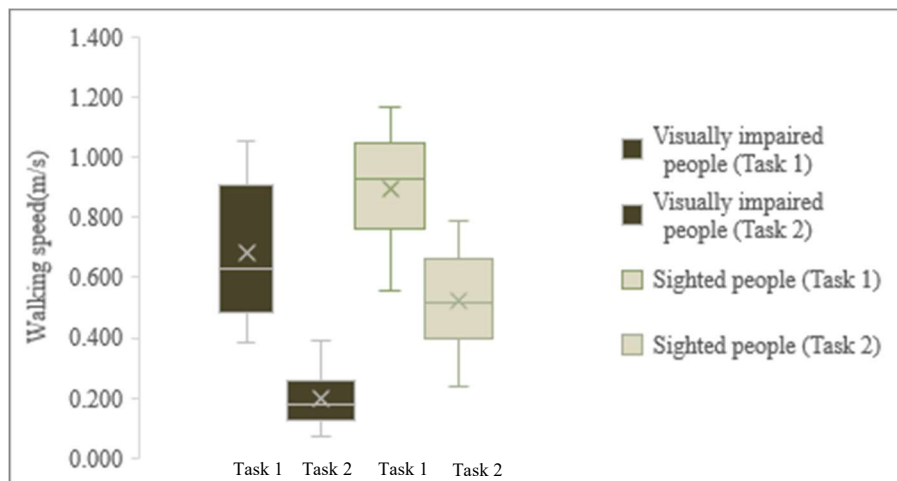 1.400
1.200
1.000
0.800
0.600
0.400
0.200
0.000
Walking speed(m/s)
Task 1
Task 2
Task 1
Task 2
Visually impaired
people (Task 1)
Visually impaired
people (Task 2)
Sighted people (Task 1)
Sighted people (Task 2)